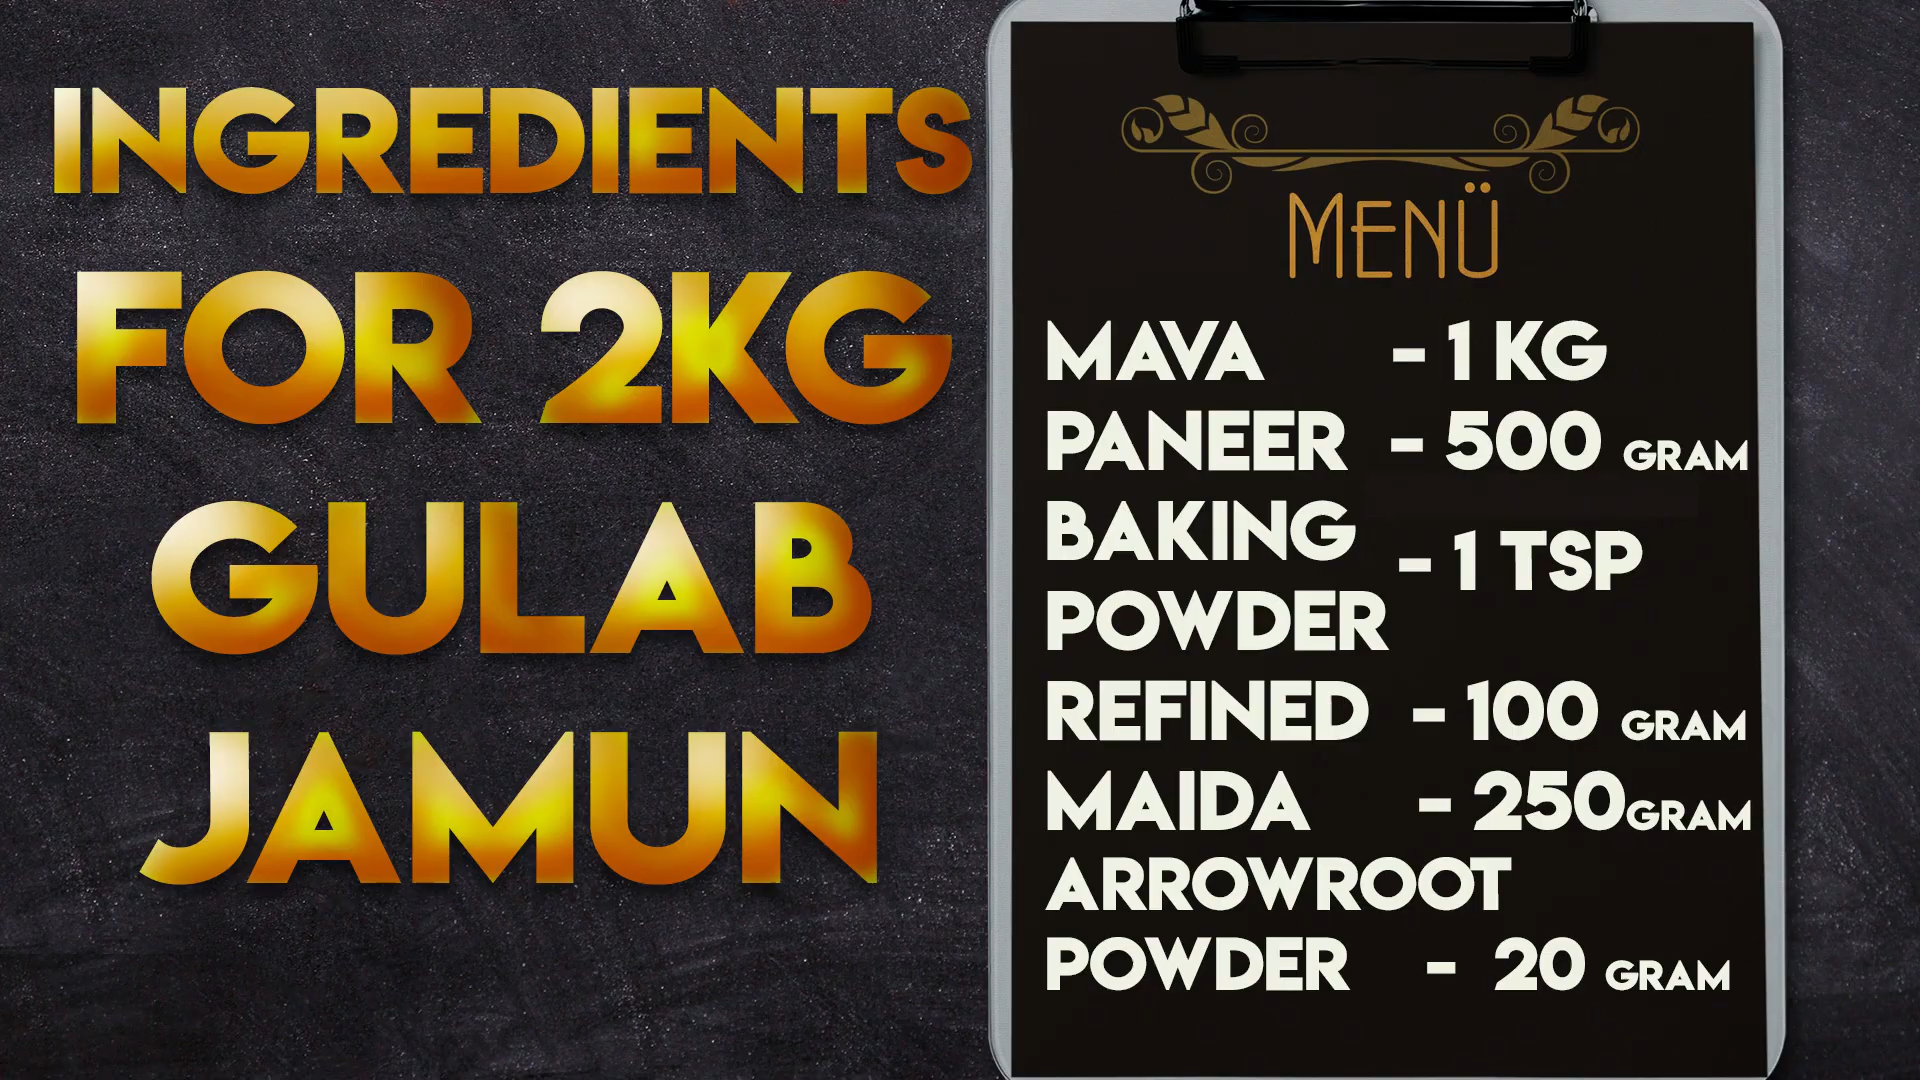 INGREDIENTS
FOR 2KG
GULAB
JAMUN
MENÜ
MAVA - 1 KG
PANEER - 500 GRAM
BAKING
POWDER - 1 TSP
REFINED - 100 GRAM
MAIDA - 250GRAM
ARROWROOT
POWDER - 20 GRAM